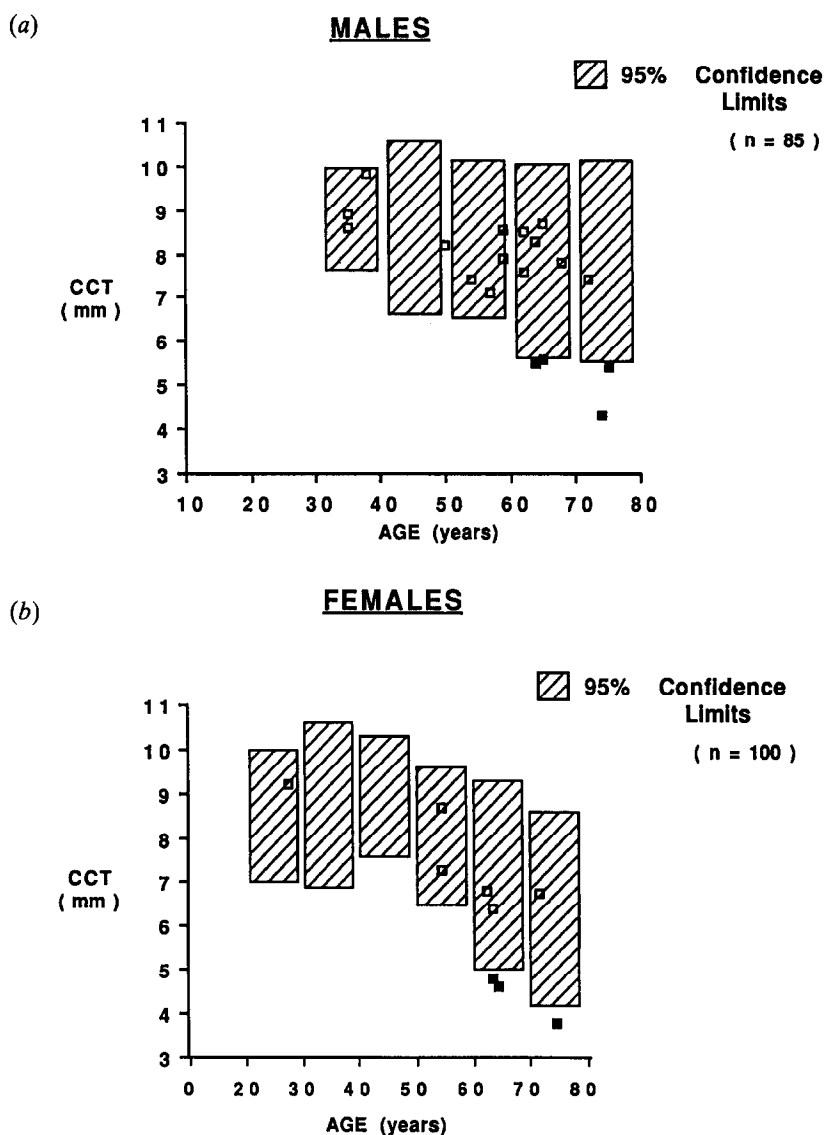 (a)
MALES
95% Confidence
Limits
( n = 85 )
11
10
9
8
7
6
5
4
3
CCT
( mm )
10 20 30 40 50 60 70 80
AGE (years)
(b)
FEMALES
95% Confidence
Limits
( n = 100 )
11
10
9
8
7
6
5
4
3
CCT
( mm )
0 20 30 40 50 60 70 80
AGE (years)